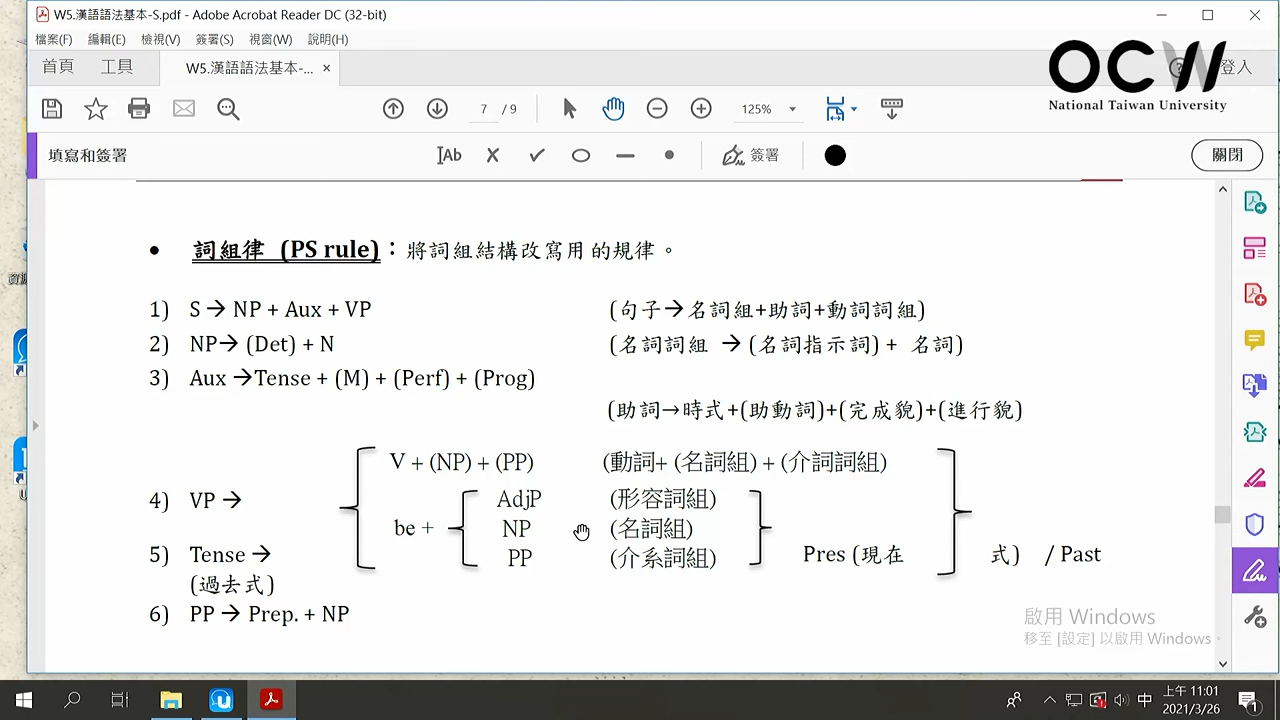 W5.漢語語法基本-S.pdf - Adobe Acrobat Reader DC (32-bit)
檔案(F) 編輯(E) 檢視(V) 簽署(S) 視窗(W) 說明(H)
首頁 工具 W5.漢語語法基本-... × 登入
OCW
National Taiwan University
7 / 9 125%
填寫和簽署 Ab 簽署 關閉
• 詞組律 (PS rule)：將詞組結構改寫用的規律。
1) S → NP + Aux + VP (句子→名詞組+助詞+動詞詞組)
2) NP→ (Det) + N (名詞詞組 → (名詞指示詞) + 名詞)
3) Aux →Tense + (M) + (Perf) + (Prog)
(助詞→時式+(助動詞)+(完成貌)+(進行貌)
V + (NP) + (PP) (動詞+ (名詞組) + (介詞詞組)
4) VP → AdjP (形容詞組)
be + NP (名詞組)
5) Tense → PP (介系詞組) Pres (現在 式) / Past
(過去式)
6) PP → Prep. + NP
啟用 Windows
移至 [設定] 以啟用 Windows。
中 上午 11:01
2021/3/26
1